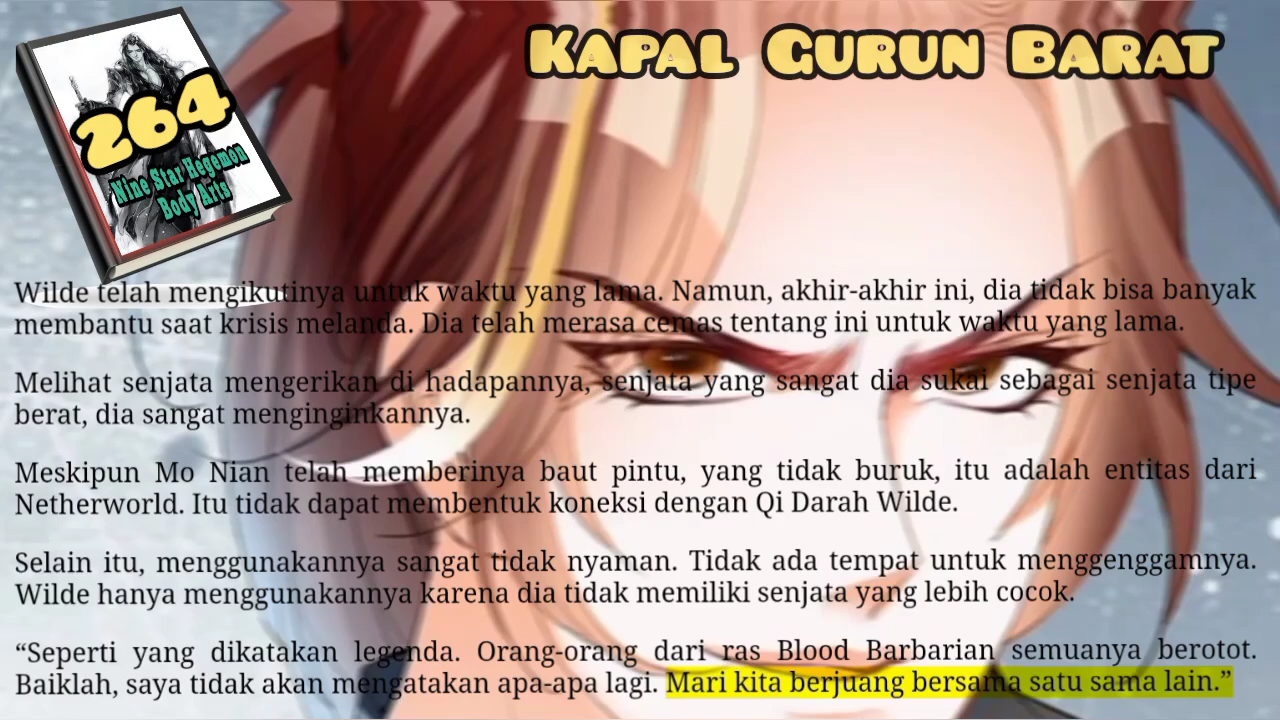 264
Nine Star Hegemon
Body Arts
Kapal Gurun Barat
Wilde telah mengikutinya untuk waktu yang lama. Namun, akhir-akhir ini, dia tidak bisa banyak
membantu saat krisis melanda. Dia telah merasa cemas tentang ini untuk waktu yang lama.
Melihat senjata mengerikan di hadapannya, senjata yang sangat dia sukai sebagai senjata tipe
berat, dia sangat menginginkannya.
Meskipun Mo Nian telah memberinya baut pintu, yang tidak buruk, itu adalah entitas dari
Netherworld. Itu tidak dapat membentuk koneksi dengan Qi Darah Wilde.
Selain itu, menggunakannya sangat tidak nyaman. Tidak ada tempat untuk menggenggamnya.
Wilde hanya menggunakannya karena dia tidak memiliki senjata yang lebih cocok.
“Seperti yang dikatakan legenda. Orang-orang dari ras Blood Barbarian semuanya berotot.
Baiklah, saya tidak akan mengatakan apa-apa lagi. Mari kita berjuang bersama satu sama lain.”